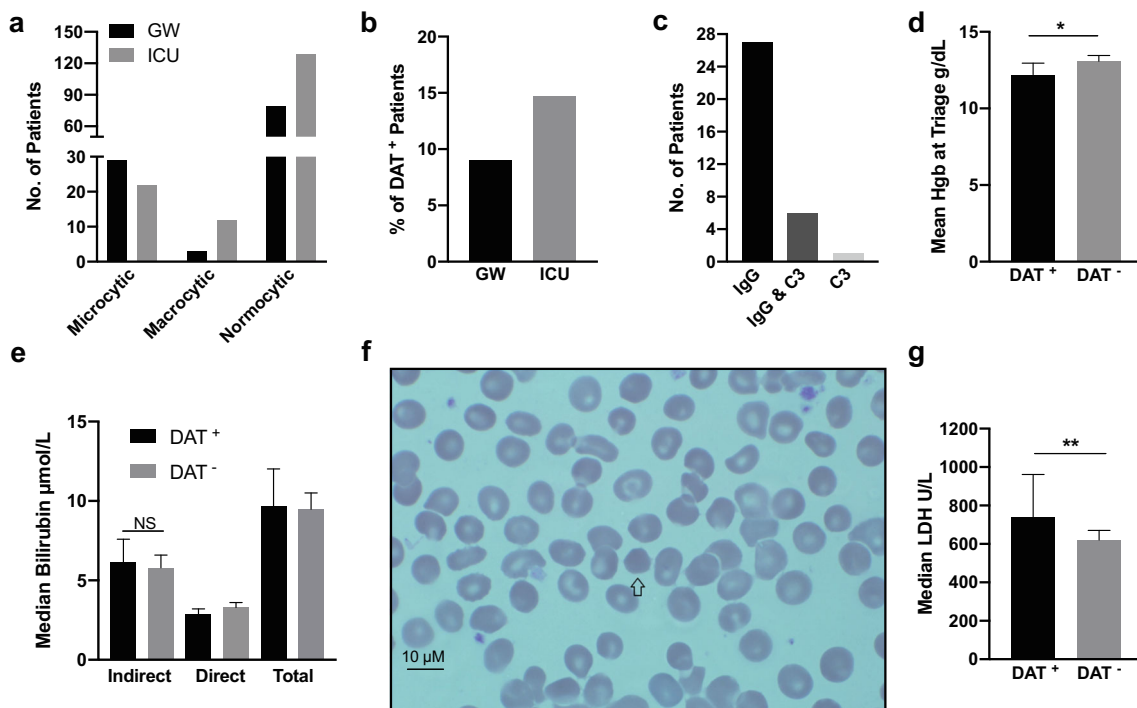 a
GW
ICU
No. of Patients
150
120
90
60
30
20
10
0
Microcytic
Macrocytic
Normocytic
b
% of DAT + Patients
20
15
10
5
0
GW
ICU
c
No. of Patients
28
24
20
16
12
8
4
0
IgG
IgG & C3
C3
d
Mean Hgb at Triage g/dL
15
10
5
0
*
DAT +
DAT -
e
Median Bilirubin µmol/L
15
10
5
0
DAT +
DAT -
NS
Indirect
Direct
Total
f
10 µM
g
Median LDH U/L
1200
1000
800
600
400
200
0
**
DAT +
DAT -